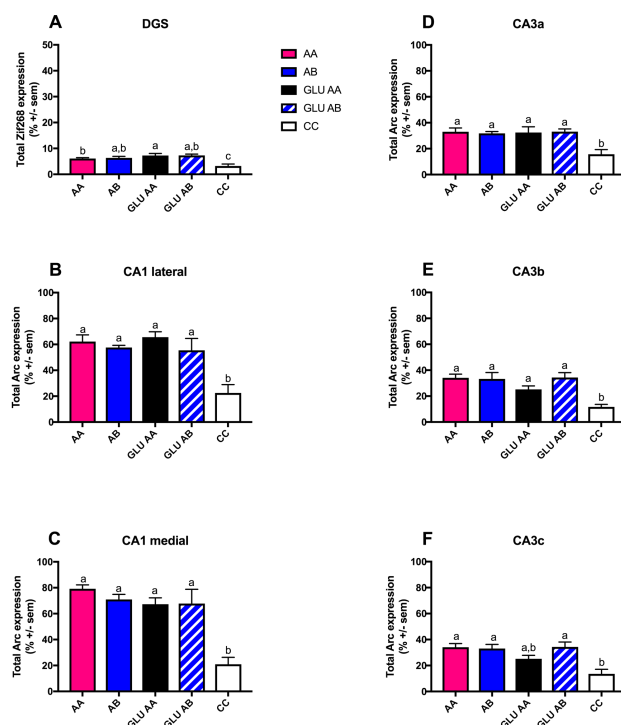 A
DGS
Total Zif268 expression
(% +/- sem)
50
40
30
20
10
0
b
a,b
a
a,b
c
AA
AB
GLU AA
GLU AB
CC
AA
AB
GLU AA
GLU AB
CC
D
CA3a
Total Arc expression
(% +/- sem)
100
80
60
40
20
0
a
a
a
a
b
AA
AB
GLU AA
GLU AB
CC
B
CA1 lateral
Total Arc expression
(% +/- sem)
100
80
60
40
20
0
a
a
a
a
b
AA
AB
GLU AA
GLU AB
CC
E
CA3b
Total Arc expression
(% +/- sem)
100
80
60
40
20
0
a
a
a
a
b
AA
AB
GLU AA
GLU AB
CC
C
CA1 medial
Total Arc expression
(% +/- sem)
100
80
60
40
20
0
a
a
a
a
b
AA
AB
GLU AA
GLU AB
CC
F
CA3c
Total Arc expression
(% +/- sem)
100
80
60
40
20
0
a
a
a,b
a
b
AA
AB
GLU AA
GLU AB
CC